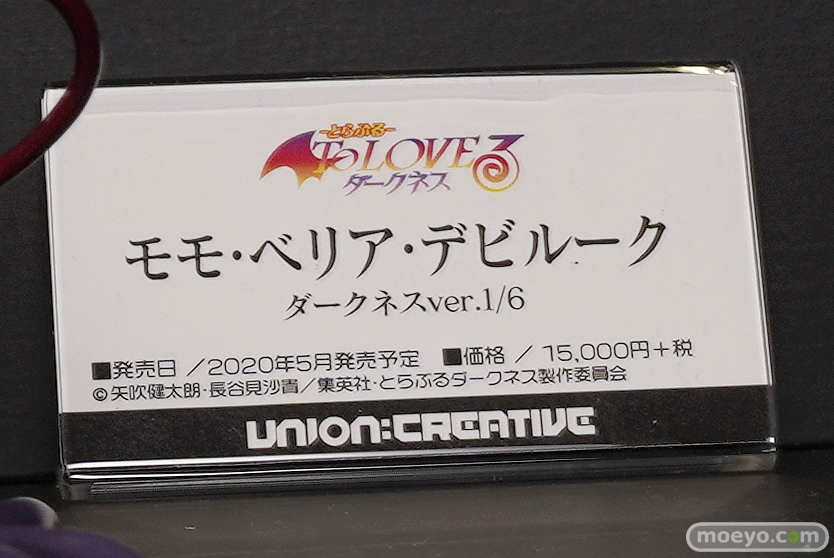 -とらぶる-
To LOVEる
ダークネス
モモ・ベリア・デビルーク
ダークネスver.1/6
■発売日 ／2020年5月発売予定 ■価格 ／ 15,000円＋税
©矢吹健太朗・長谷見沙貴／集英社・とらぶるダークネス製作委員会
UNION:CREATIVE
moeyo.com